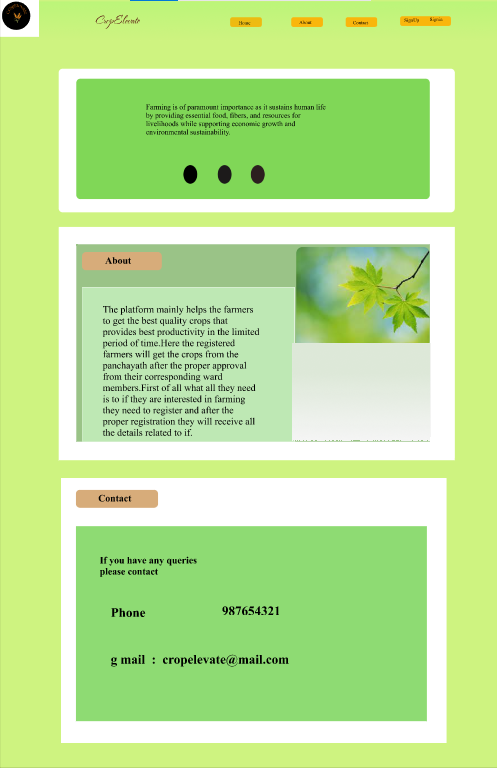 CropElevate
Home
About
Contact
SignUp
Signin
Farming is of paramount importance as it sustains human life
by providing essential food, fibers, and resources for
livelihoods while supporting economic growth and
environmental sustainability.
About
The platform mainly helps the farmers
to get the best quality crops that
provides best productivity in the limited
period of time.Here the registered
farmers will get the crops from the
panchayath after the proper approval
from their corresponding ward
members.First of all what all they need
is to if they are interested in farming
they need to register and after the
proper registration they will receive all
the details related to if.
Contact
If you have any queries
please contact
Phone 987654321
g mail : cropelevate@mail.com